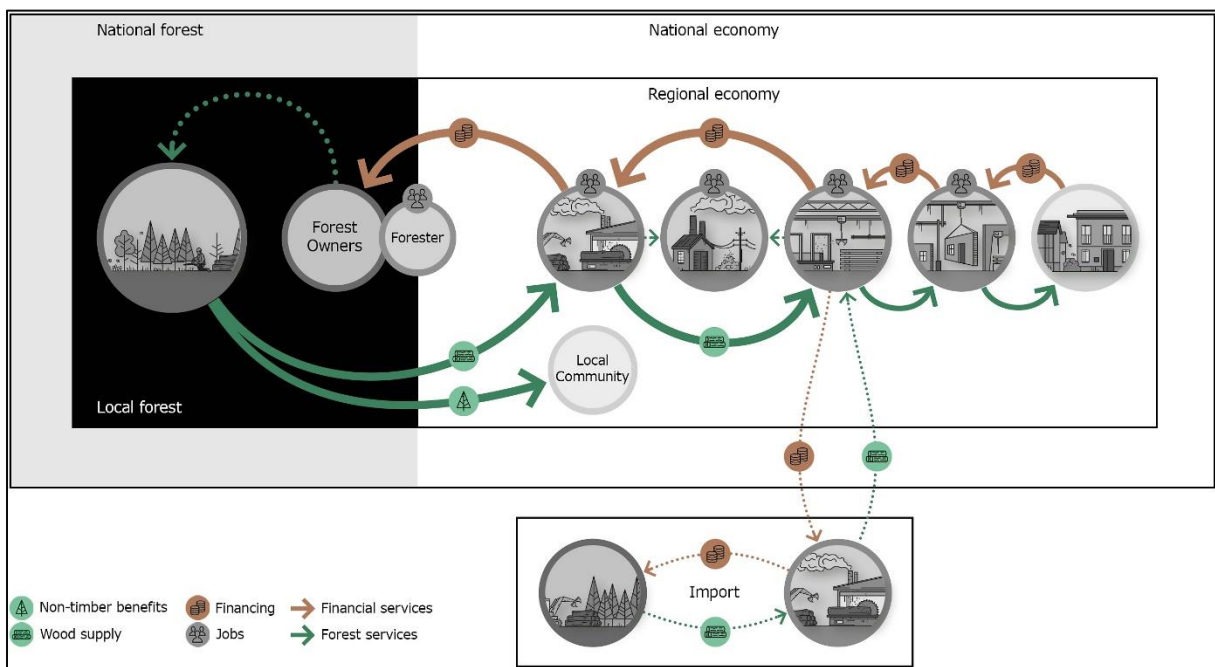 National forest
National economy
Regional economy
Forest
Owners
Forester
Local
Community
Local forest
Import
Non-timber benefits
Financing
Financial services
Wood supply
Jobs
Forest services